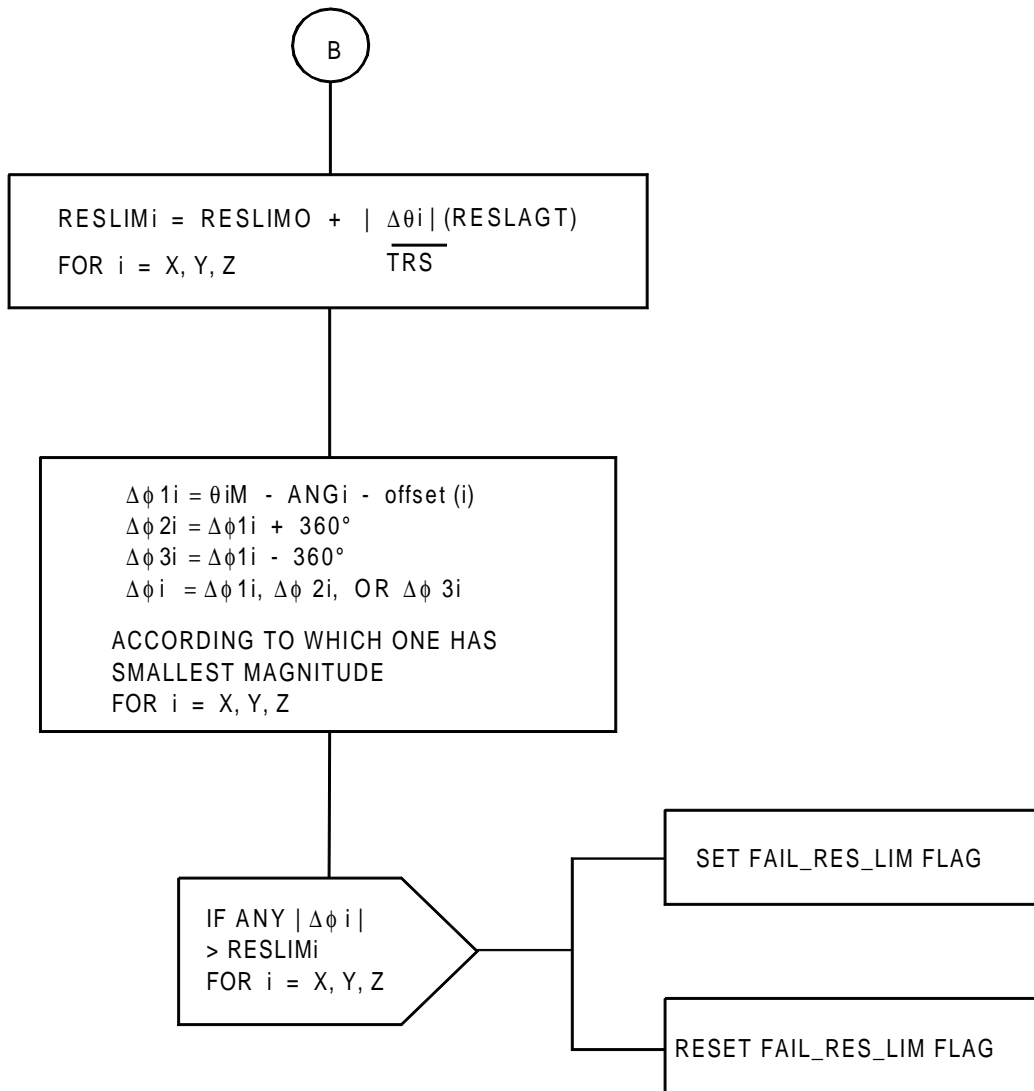 B
RESLIMi = RESLIMO + | Δθi| (RESLAGT)
FOR i = X, Y, Z TRS
Δϕ 1i = θiM - ANGi - offset (i)
Δϕ 2i = Δϕ1i + 360°
Δϕ 3i = Δϕ1i - 360°
Δϕ i = Δϕ1i, Δϕ 2i, OR Δϕ 3i
ACCORDING TO WHICH ONE HAS
SMALLEST MAGNITUDE
FOR i = X, Y, Z
SET FAIL_RES_LIM FLAG
IF ANY | Δϕ i |
> RESLIMi
FOR i = X, Y, Z
RESET FAIL_RES_LIM FLAG